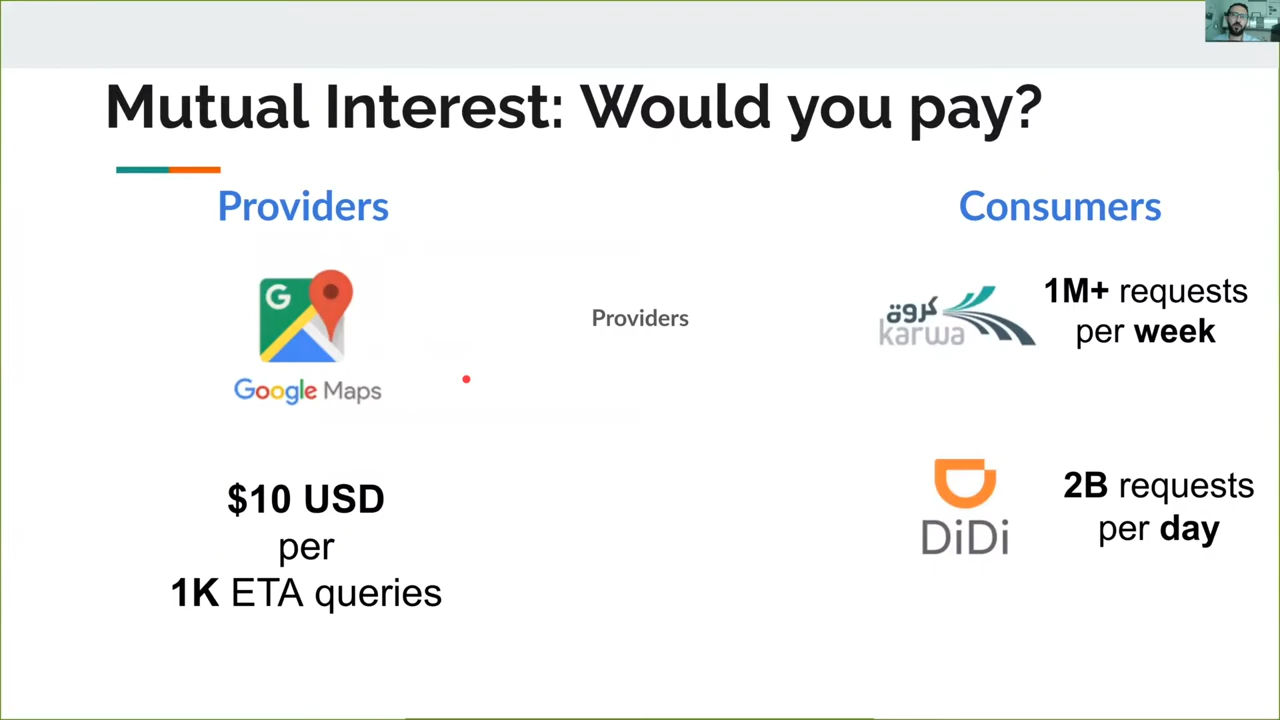 Mutual Interest: Would you pay?
Providers
Consumers
G
Google Maps
$10 USD
per
1K ETA queries
Providers
كروة
karwa
1M+ requests
per week
DiDi
2B requests
per day